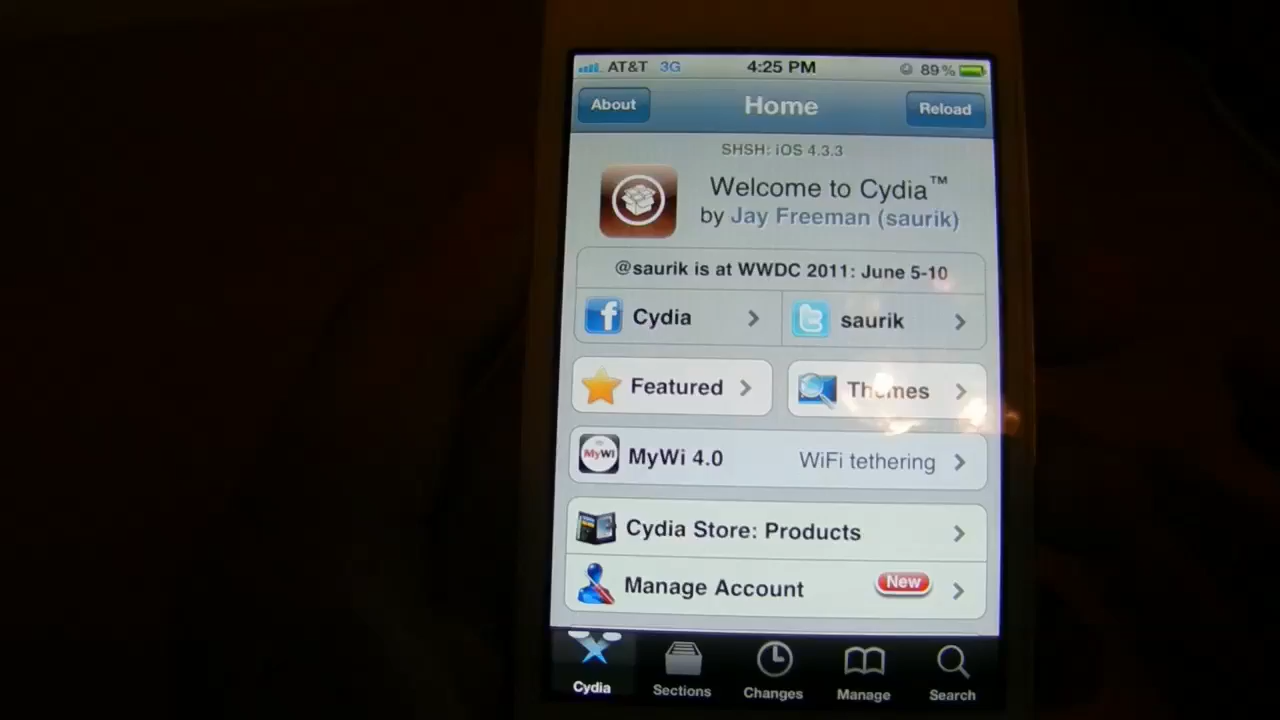 AT&T 3G 4:25 PM 89%
About Home Reload
SHSH: iOS 4.3.3
Welcome to Cydia™
by Jay Freeman (saurik)
@saurik is at WWDC 2011: June 5-10
Cydia saurik
Featured Themes
MyWi MyWi 4.0 WiFi tethering
Cydia Store: Products
Manage Account New
Cydia Sections Changes Manage Search